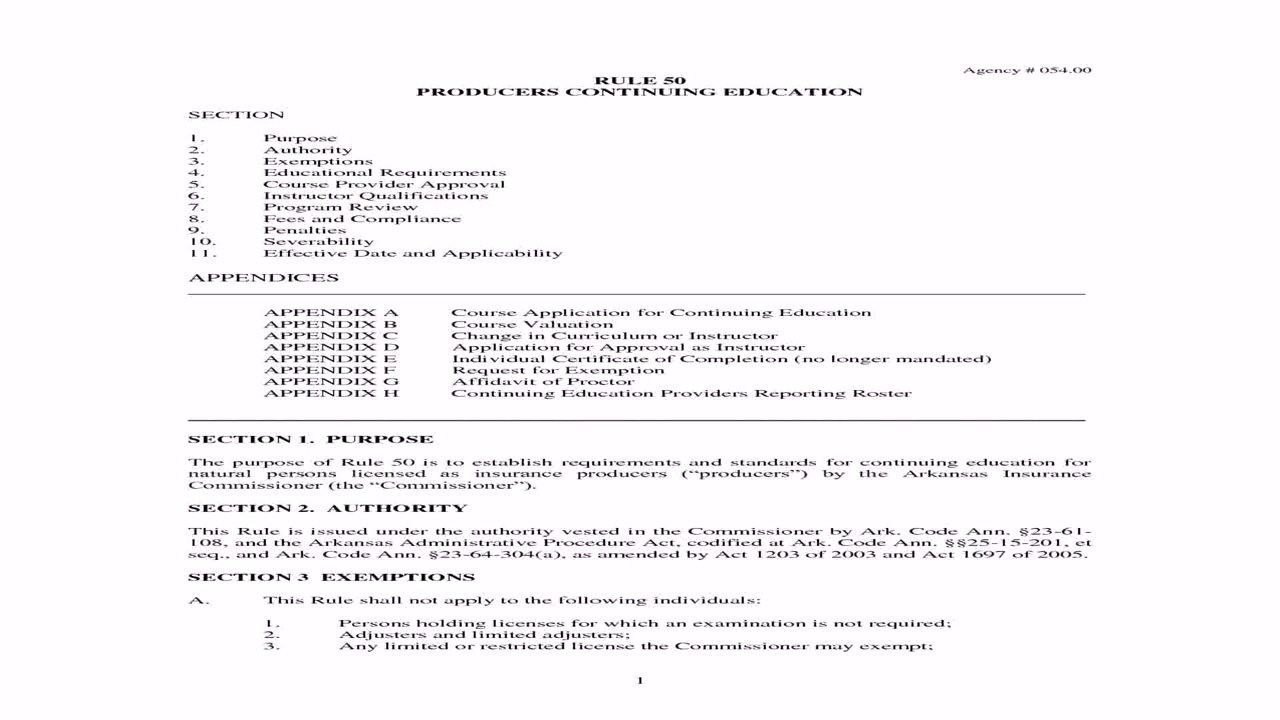 Agency # 054.00
RULE 50
PRODUCERS CONTINUING EDUCATION
SECTION
1. Purpose
2. Authority
3. Exemptions
4. Educational Requirements
5. Course Provider Approval
6. Instructor Qualifications
7. Program Review
8. Fees and Compliance
9. Penalties
10. Severability
11. Effective Date and Applicability
APPENDICES
APPENDIX A Course Application for Continuing Education
APPENDIX B Course Valuation
APPENDIX C Change in Curriculum or Instructor
APPENDIX D Application for Approval as Instructor
APPENDIX E Individual Certificate of Completion (no longer mandated)
APPENDIX F Request for Exemption
APPENDIX G Affidavit of Proctor
APPENDIX H Continuing Education Providers Reporting Roster
SECTION 1. PURPOSE
The purpose of Rule 50 is to establish requirements and standards for continuing education for
natural persons licensed as insurance producers (“producers”) by the Arkansas Insurance
Commissioner (the “Commissioner”).
SECTION 2. AUTHORITY
This Rule is issued under the authority vested in the Commissioner by Ark. Code Ann. §23-61-
108, and the Arkansas Administrative Procedure Act, codified at Ark. Code Ann. §§25-15-201, et
seq., and Ark. Code Ann. §23-64-304(a), as amended by Act 1203 of 2003 and Act 1697 of 2005.
SECTION 3 EXEMPTIONS
A. This Rule shall not apply to the following individuals:
1. Persons holding licenses for which an examination is not required;
2. Adjusters and limited adjusters;
3. Any limited or restricted license the Commissioner may exempt;
1